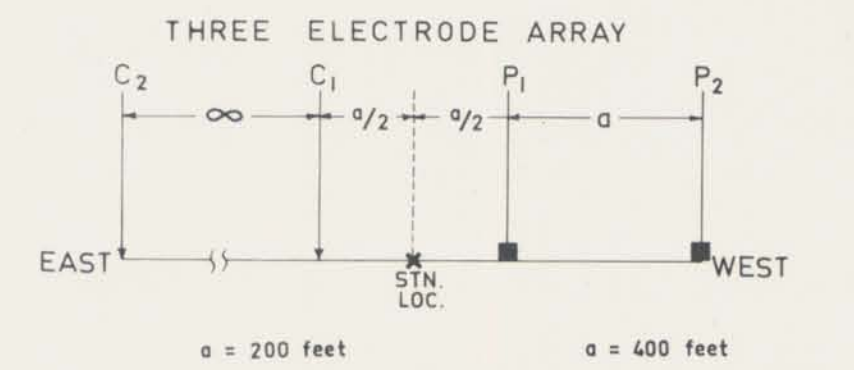 THREE ELECTRODE ARRAY
C2 C1 P1 P2
∞ a/2 a/2 a
EAST WEST
STN.
LOC.
a = 200 feet a = 400 feet